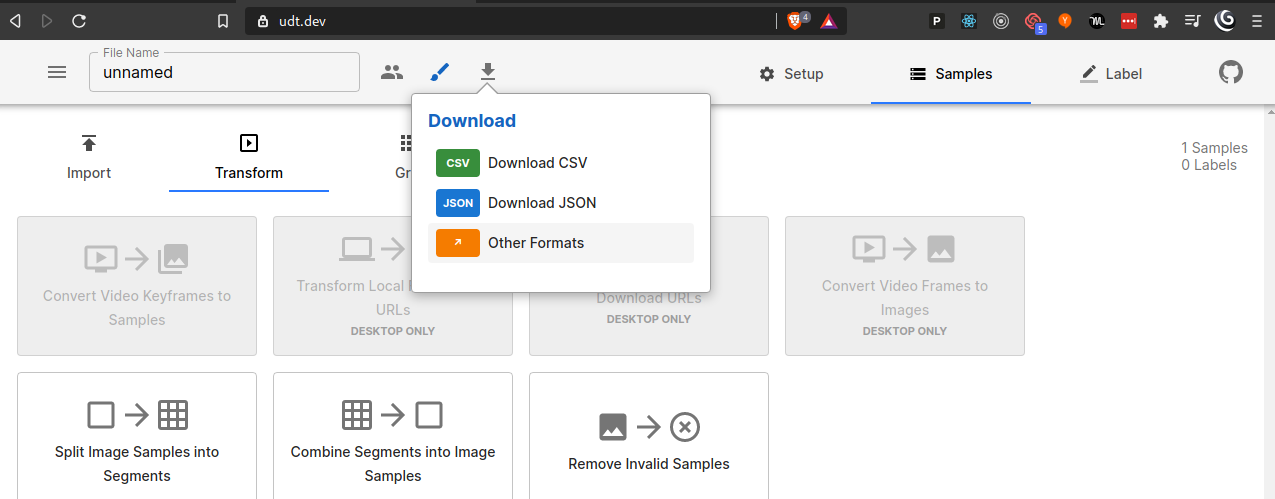 udt.dev
4
P
5
Y
File Name
unnamed
Setup
Samples
Label
Download
CSV Download CSV
JSON Download JSON
Other Formats
Import
Transform
Gr
1 Samples
0 Labels
Convert Video Keyframes to
Samples
Transform Local
URLs
DESKTOP ONLY
Download URLs
DESKTOP ONLY
Convert Video Frames to
Images
DESKTOP ONLY
Split Image Samples into
Segments
Combine Segments into Image
Samples
Remove Invalid Samples